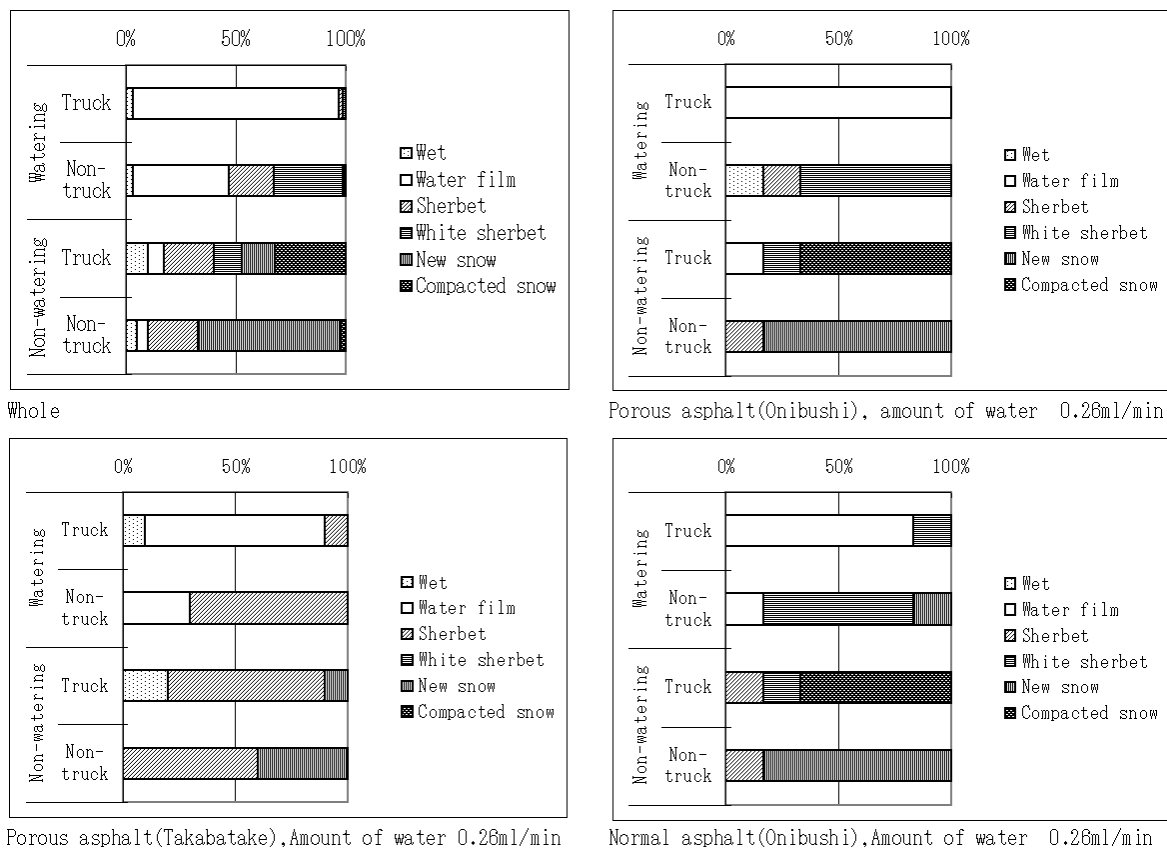 0% 50% 100%
Watering
Truck
Non-
truck
Non-watering
Truck
Non-
truck
Wet
Water film
Sherbet
White sherbet
New snow
Compacted snow
Whole
0% 50% 100%
Watering
Truck
Non-
truck
Non-watering
Truck
Non-
truck
Wet
Water film
Sherbet
White sherbet
New snow
Compacted snow
Porous asphalt(Onibushi), amount of water 0.26ml/min
0% 50% 100%
Watering
Truck
Non-
truck
Non-watering
Truck
Non-
truck
Wet
Water film
Sherbet
White sherbet
New snow
Compacted snow
Porous asphalt(Takabatake),Amount of water 0.26ml/min
0% 50% 100%
Watering
Truck
Non-
truck
Non-watering
Truck
Non-
truck
Wet
Water film
Sherbet
White sherbet
New snow
Compacted snow
Normal asphalt(Onibushi),Amount of water 0.26ml/min